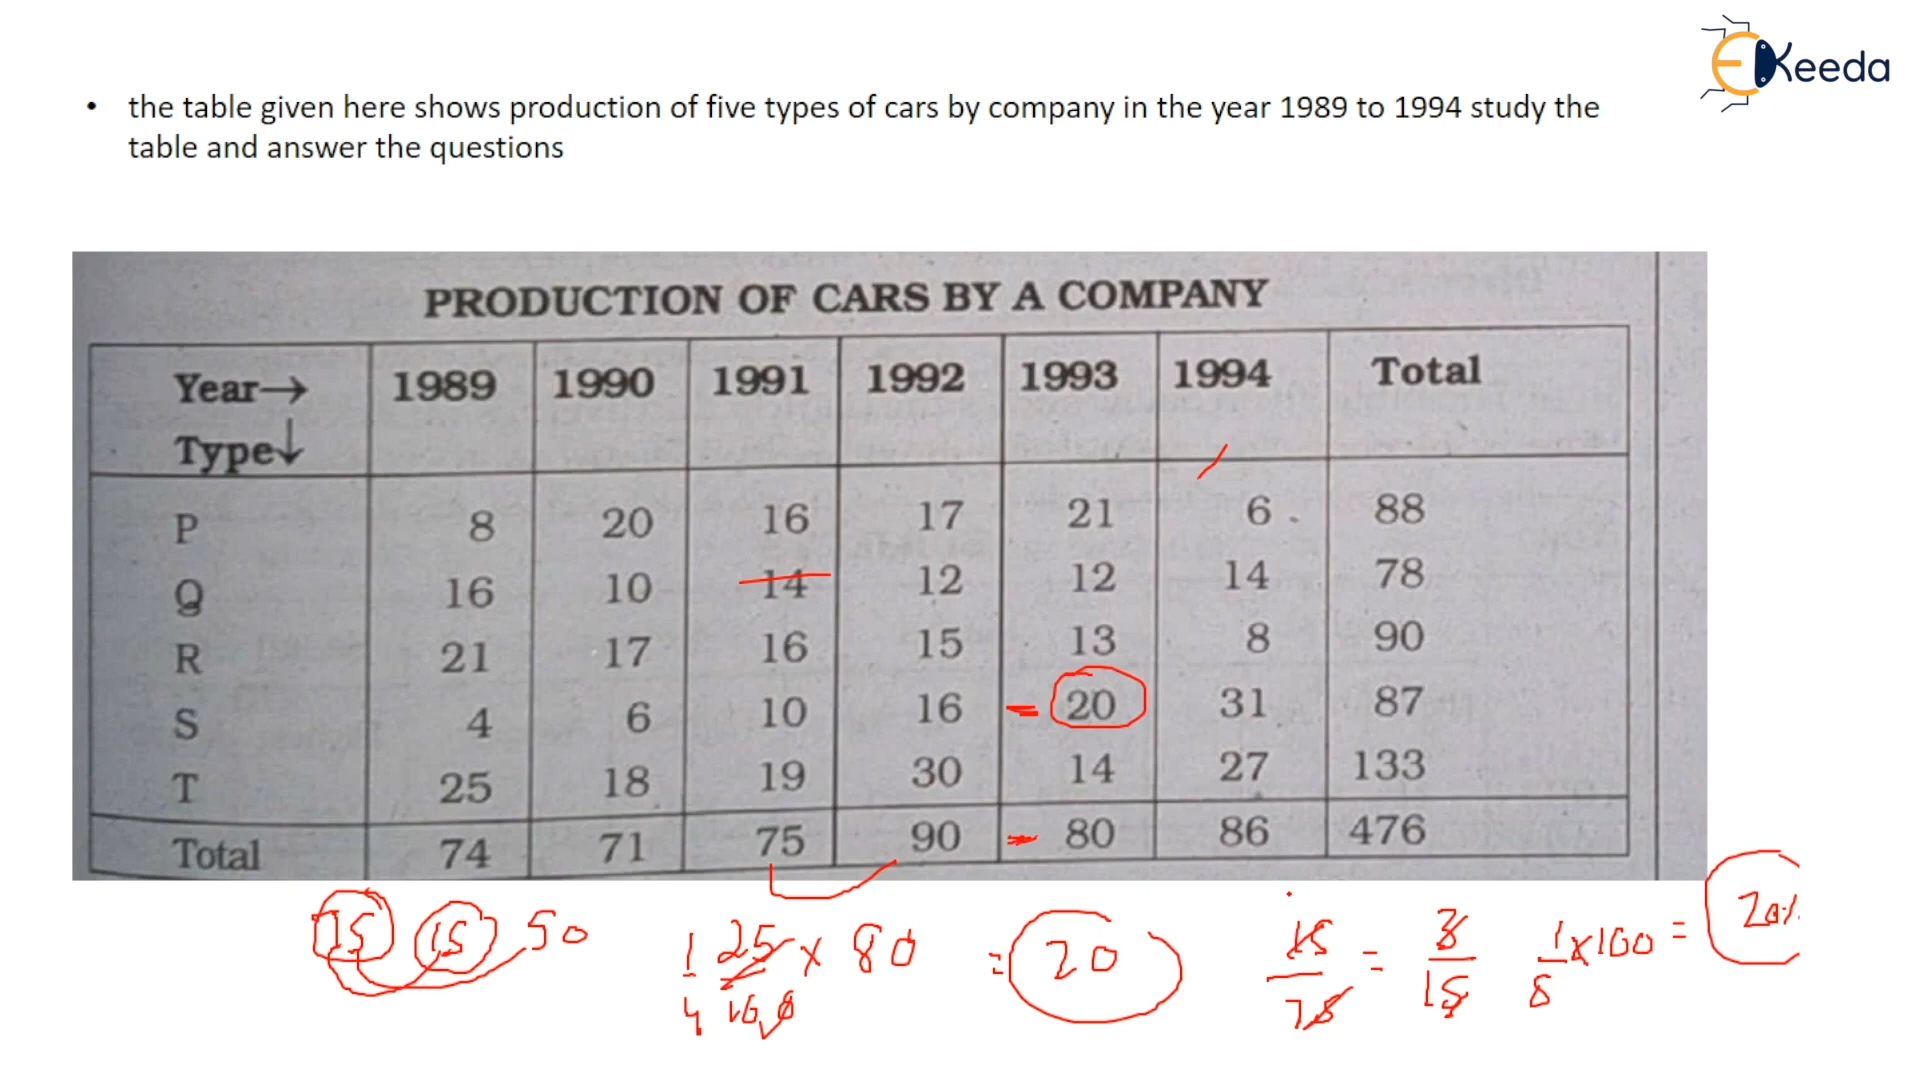 EKeeda
• the table given here shows production of five types of cars by company in the year 1989 to 1994 study the
table and answer the questions
PRODUCTION OF CARS BY A COMPANY
Year→ 1989 1990 1991 1992 1993 1994 Total
Type↓
P 8 20 16 17 21 6 88
Q 16 10 14 12 12 14 78
R 21 17 16 15 13 8 90
S 4 6 10 16 20 31 87
T 25 18 19 30 14 27 133
Total 74 71 75 90 80 86 476
75 15 50 1 25 × 80 = 20 15 = 3 1 × 100 = 20%
4 100 75 15 5